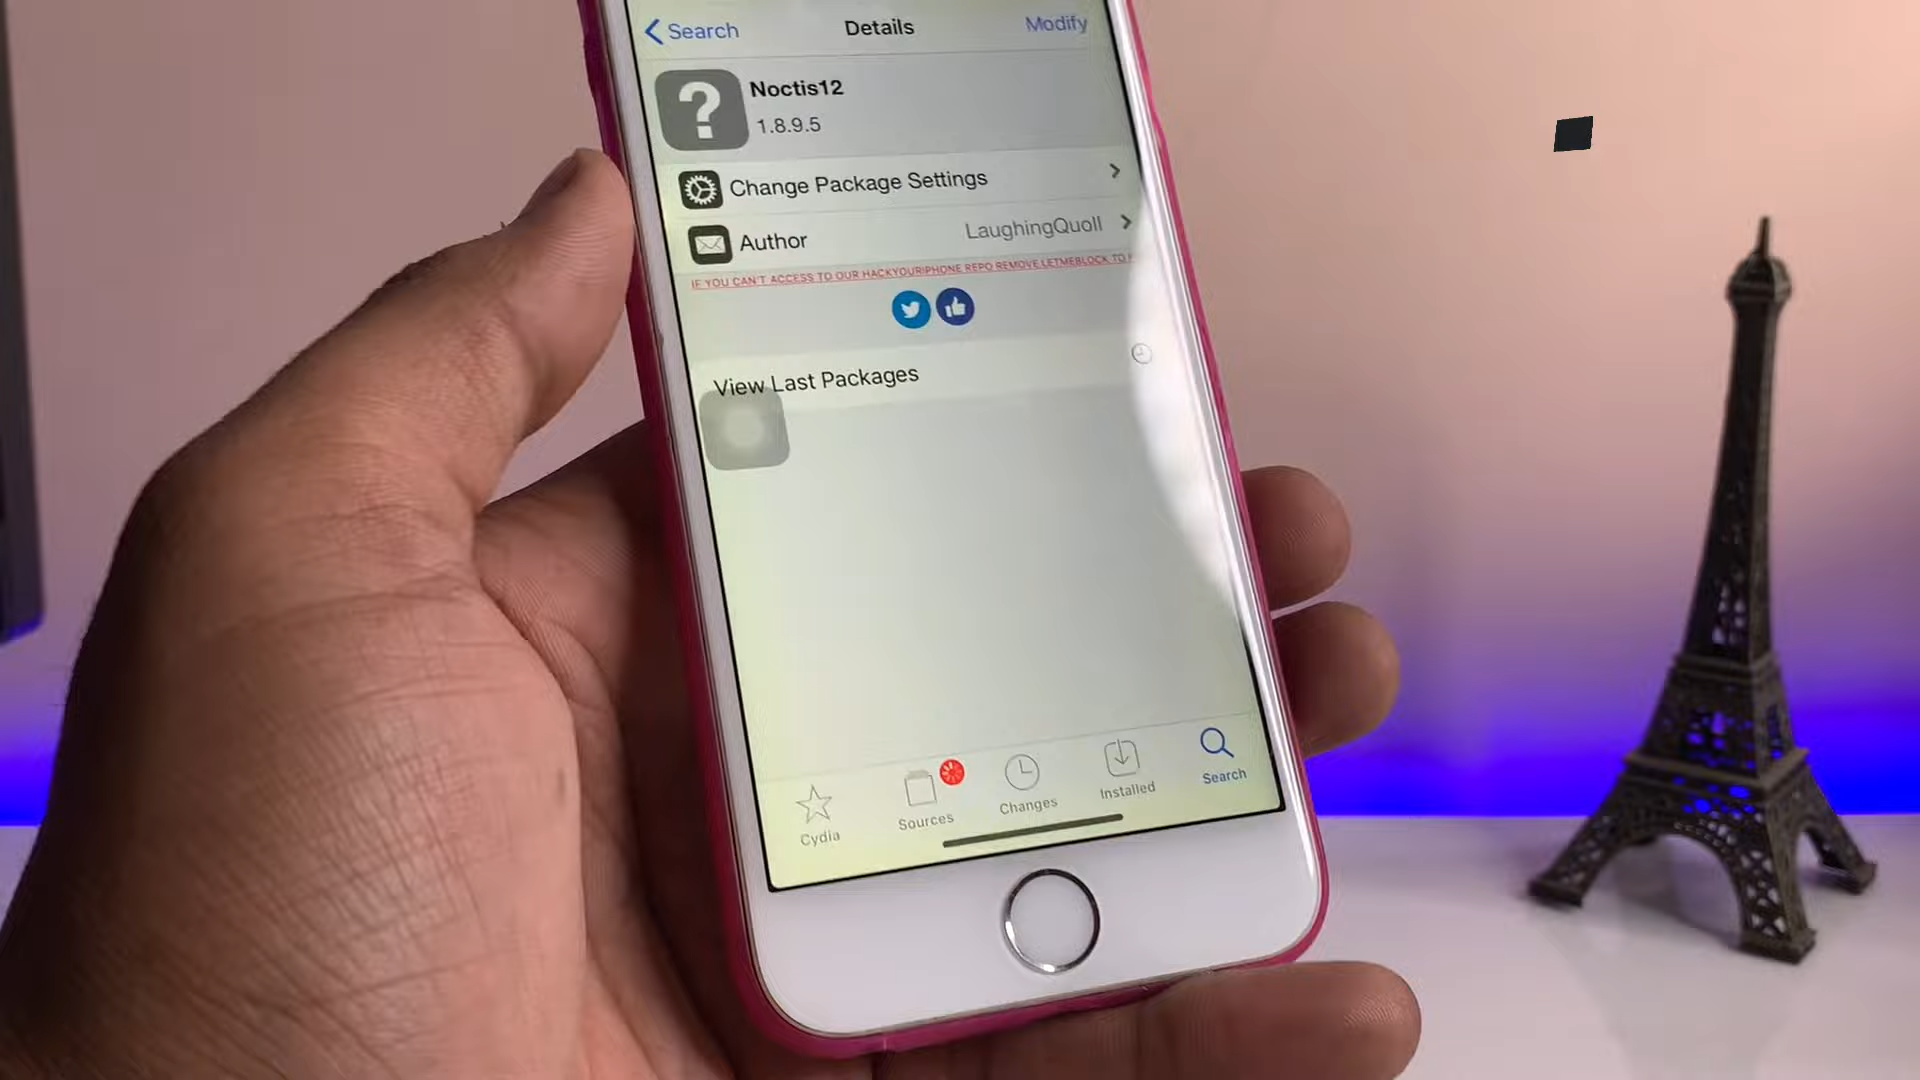 Search
Details
Modify
?
Noctis12
1.8.9.5
Change Package Settings
Author
LaughingQuoll
IF YOU CAN'T ACCESS TO OUR HACKYOURIPHONE REPO REMOVE LETMEBLOCK TO
View Last Packages
Cydia
Sources
Changes
Installed
Search